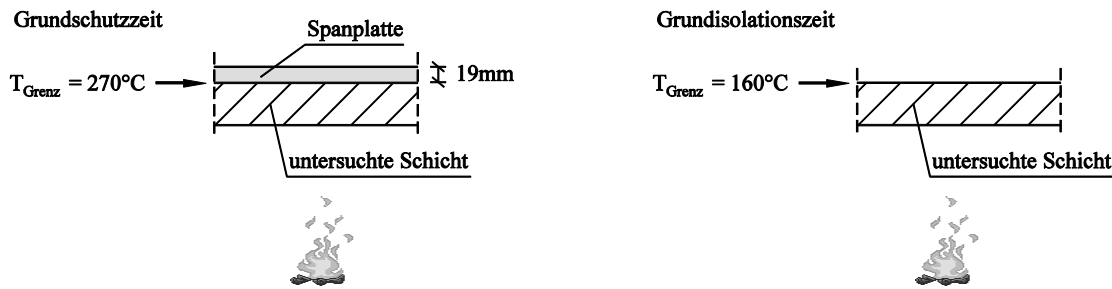 Grundschutzzeit
Spanplatte
T_Grenz = 270°C
19mm
untersuchte Schicht
Grundisolationszeit
T_Grenz = 160°C
untersuchte Schicht